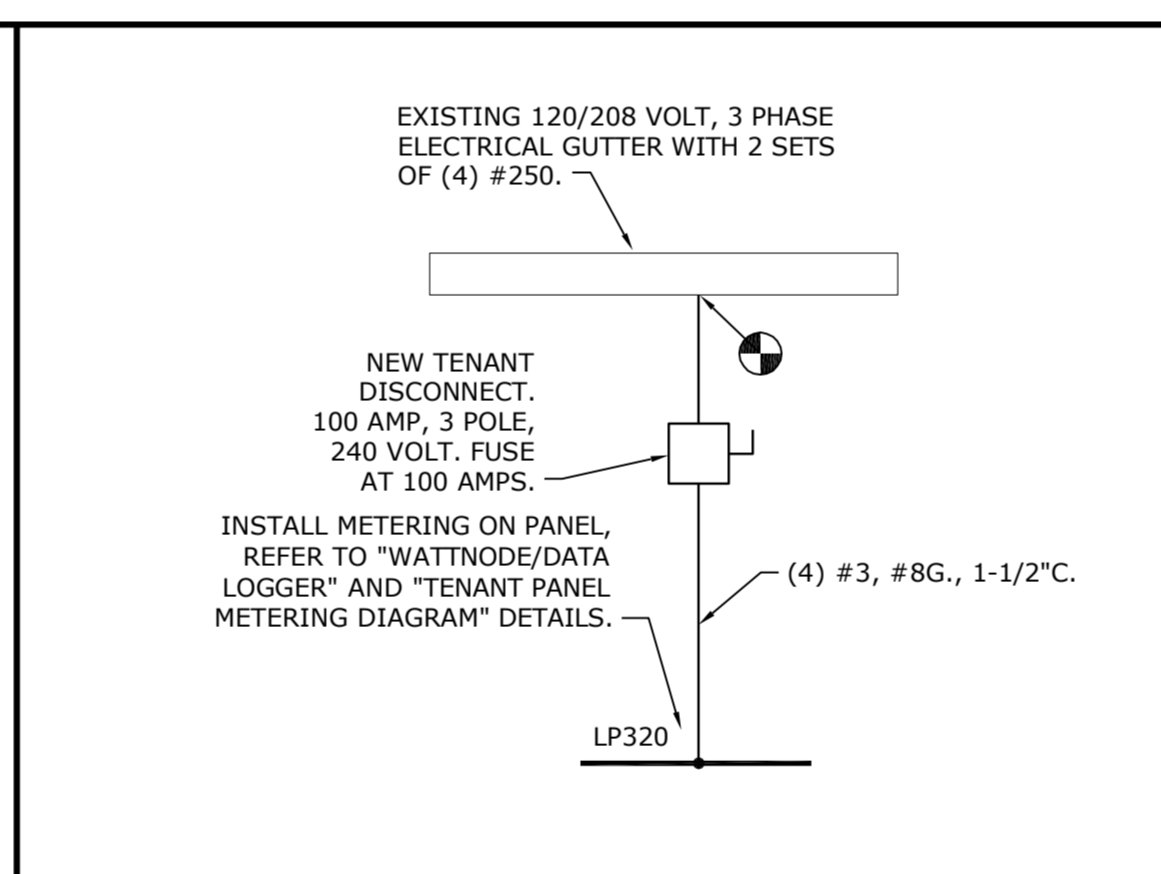 EXISTING 120/208 VOLT, 3 PHASE
ELECTRICAL GUTTER WITH 2 SETS
OF (4) #250.
NEW TENANT
DISCONNECT.
100 AMP, 3 POLE,
240 VOLT. FUSE
AT 100 AMPS.
INSTALL METERING ON PANEL,
REFER TO "WATTNODE/DATA
LOGGER" AND "TENANT PANEL
METERING DIAGRAM" DETAILS.
(4) #3, #8G., 1-1/2"C.
LP320